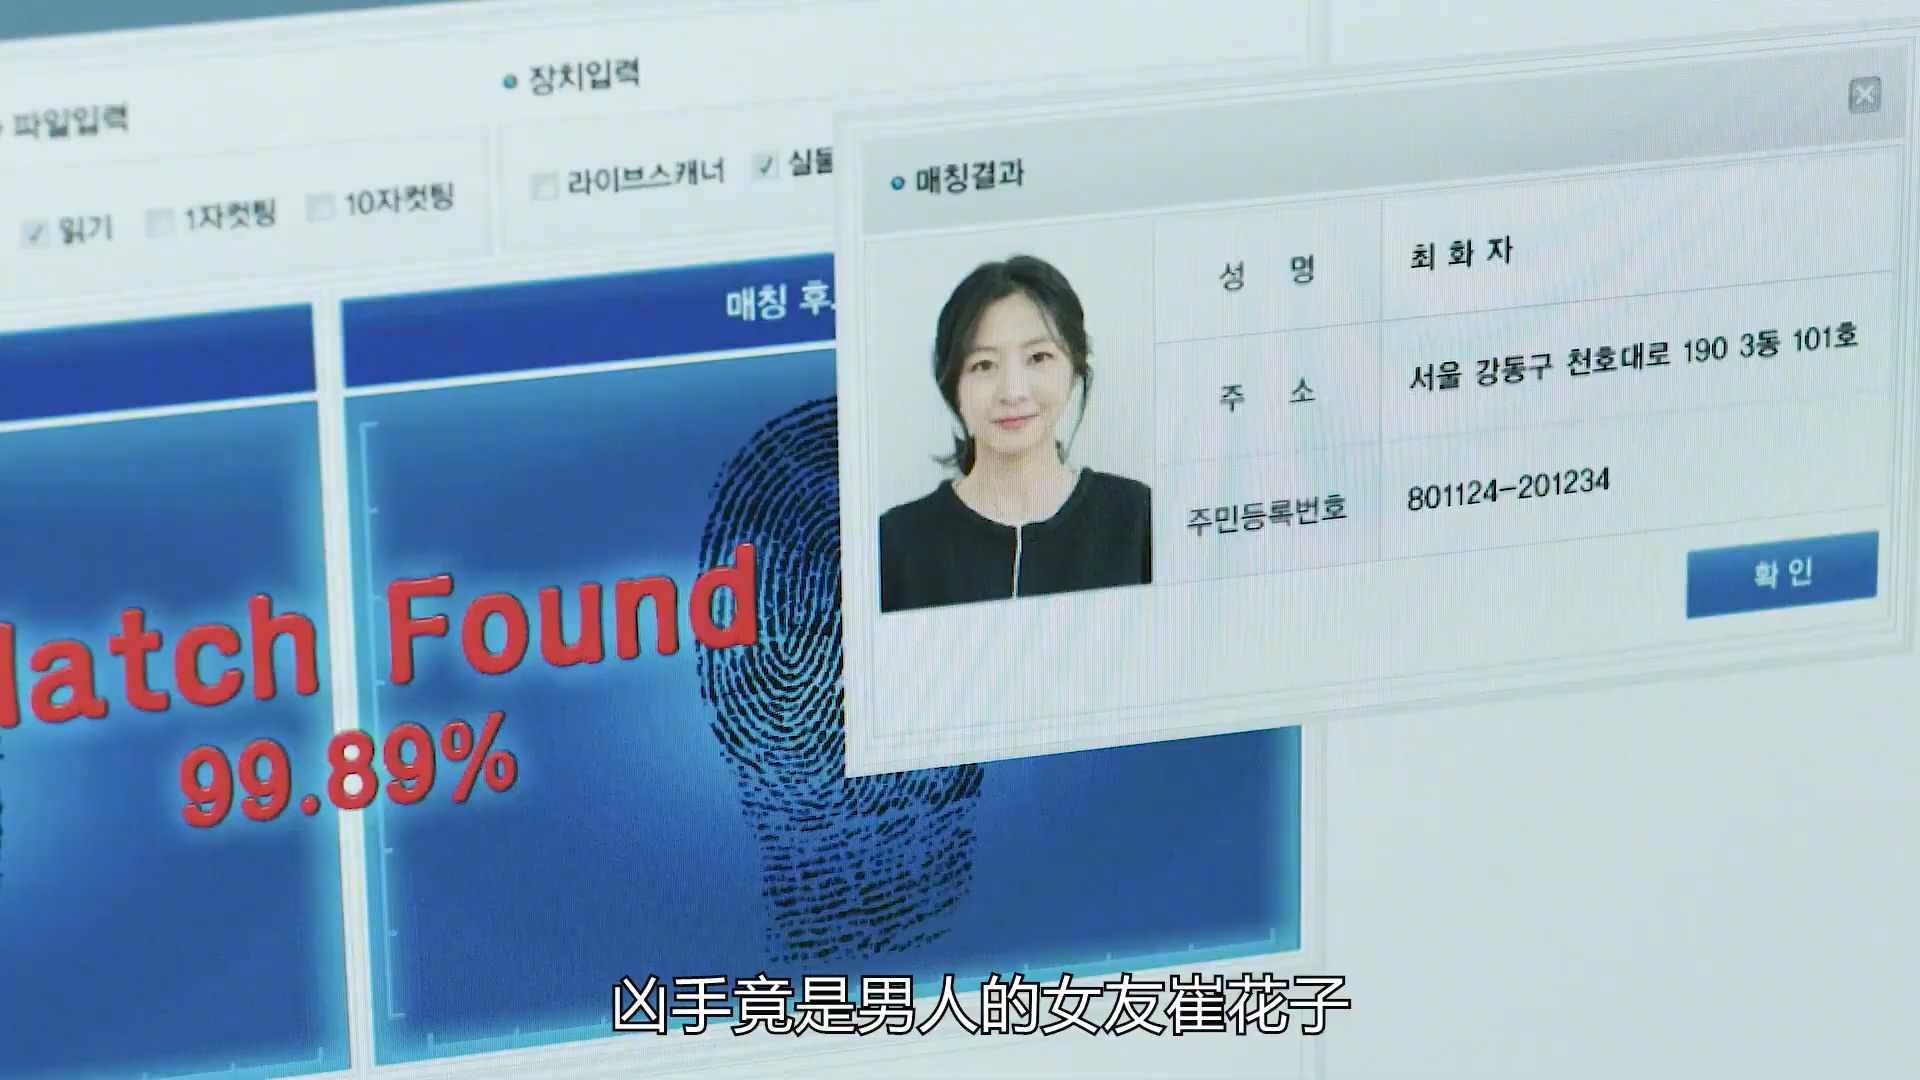 파일입력
장치입력
읽기 1자컷팅 10자컷팅
라이브스캐너
매칭결과
성 명 최 화 자
주 소 서울 강동구 천호대로 190 3동 101호
주민등록번호 801124-201234
확 인
매칭 후
Found
99.89%
凶手竟是男人的女友崔花子